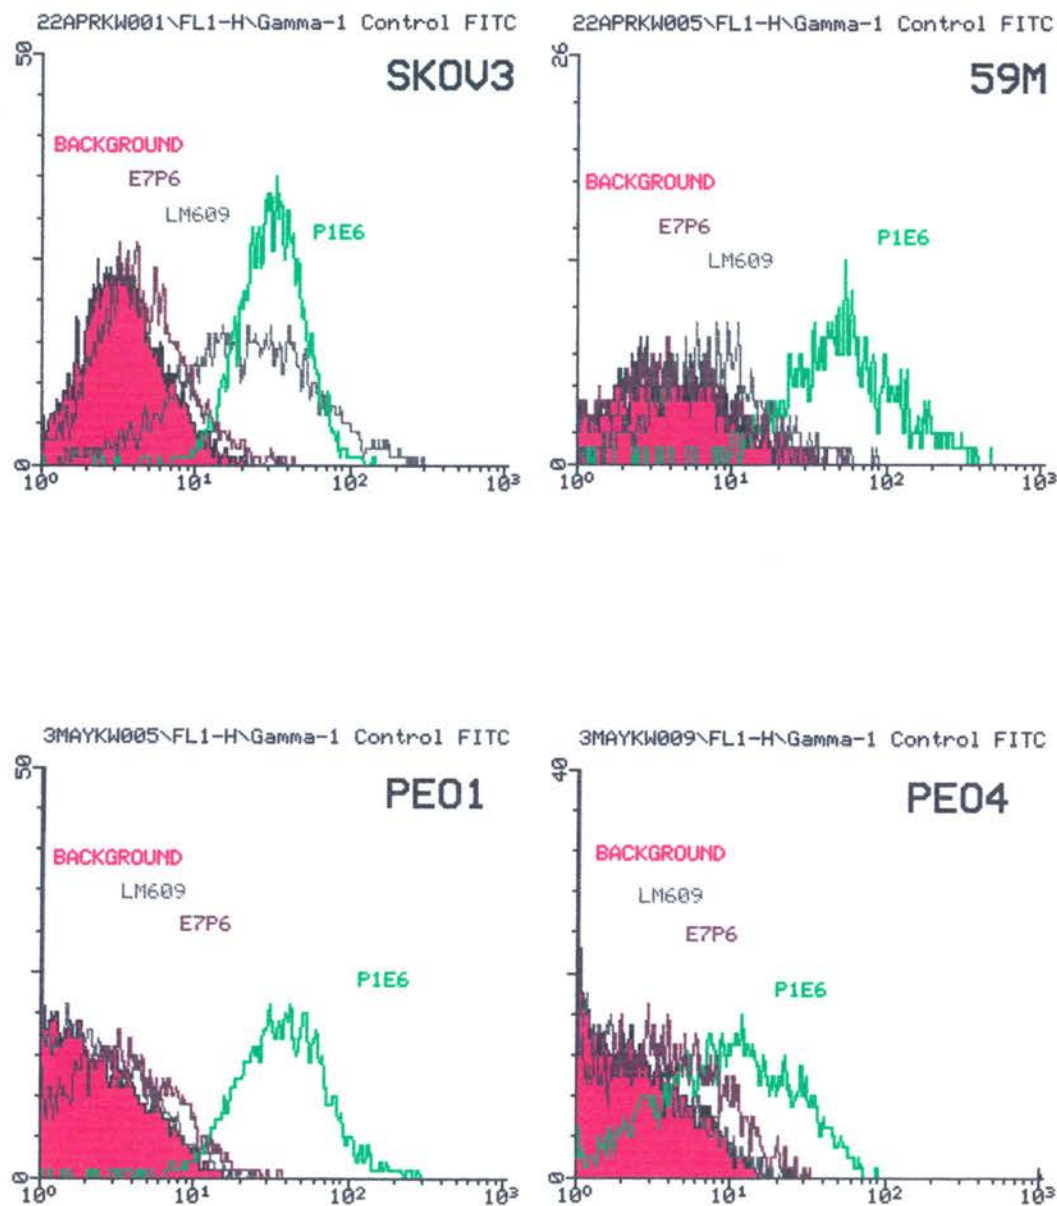 22APRKW001\FL1-H\Gamma-1 Control FITC
50
SKOV3
BACKGROUND
E7P6
LM609
P1E6
0
10⁰ 10¹ 10² 10³
22APRKW005\FL1-H\Gamma-1 Control FITC
26
59M
BACKGROUND
E7P6
LM609
P1E6
0
10⁰ 10¹ 10² 10³
3MAYKW005\FL1-H\Gamma-1 Control FITC
50
PEO1
BACKGROUND
LM609
E7P6
P1E6
0
10⁰ 10¹ 10² 10³
3MAYKW009\FL1-H\Gamma-1 Control FITC
40
PEO4
BACKGROUND
LM609
E7P6
P1E6
0
10⁰ 10¹ 10² 10³